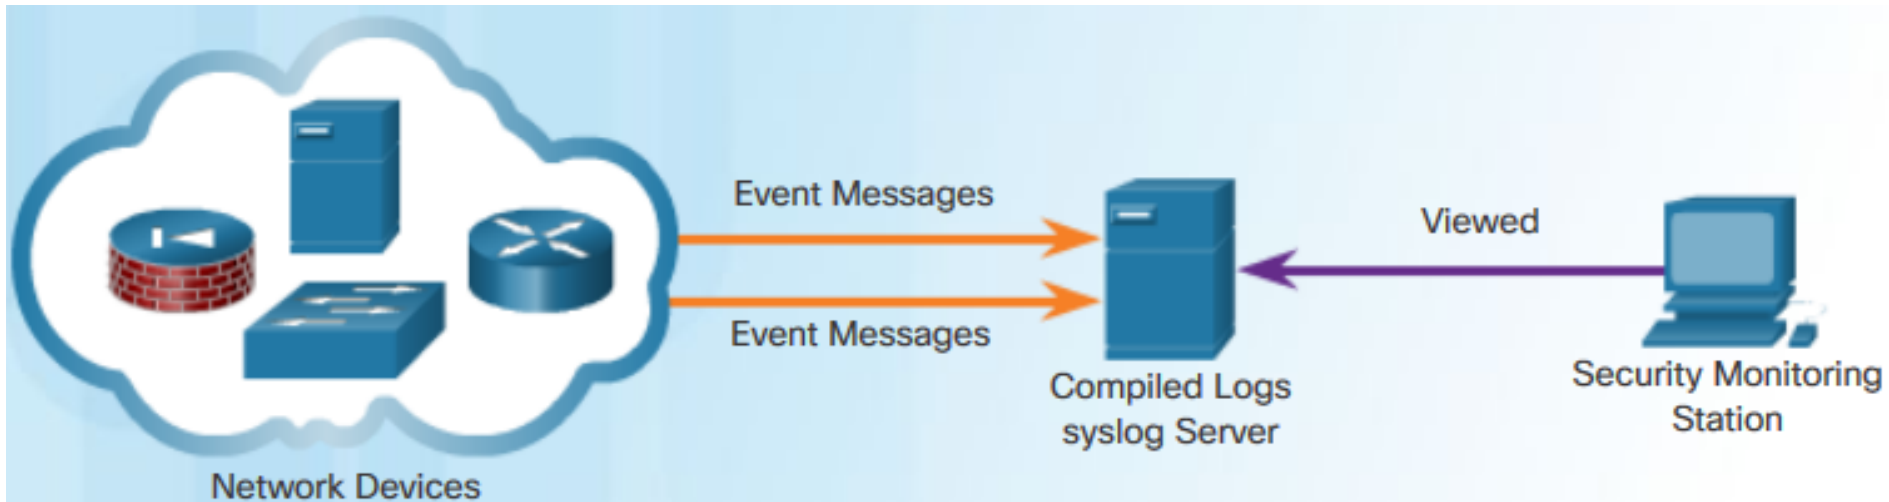 Event Messages
Event Messages
Viewed
Compiled Logs
syslog Server
Security Monitoring
Station
Network Devices